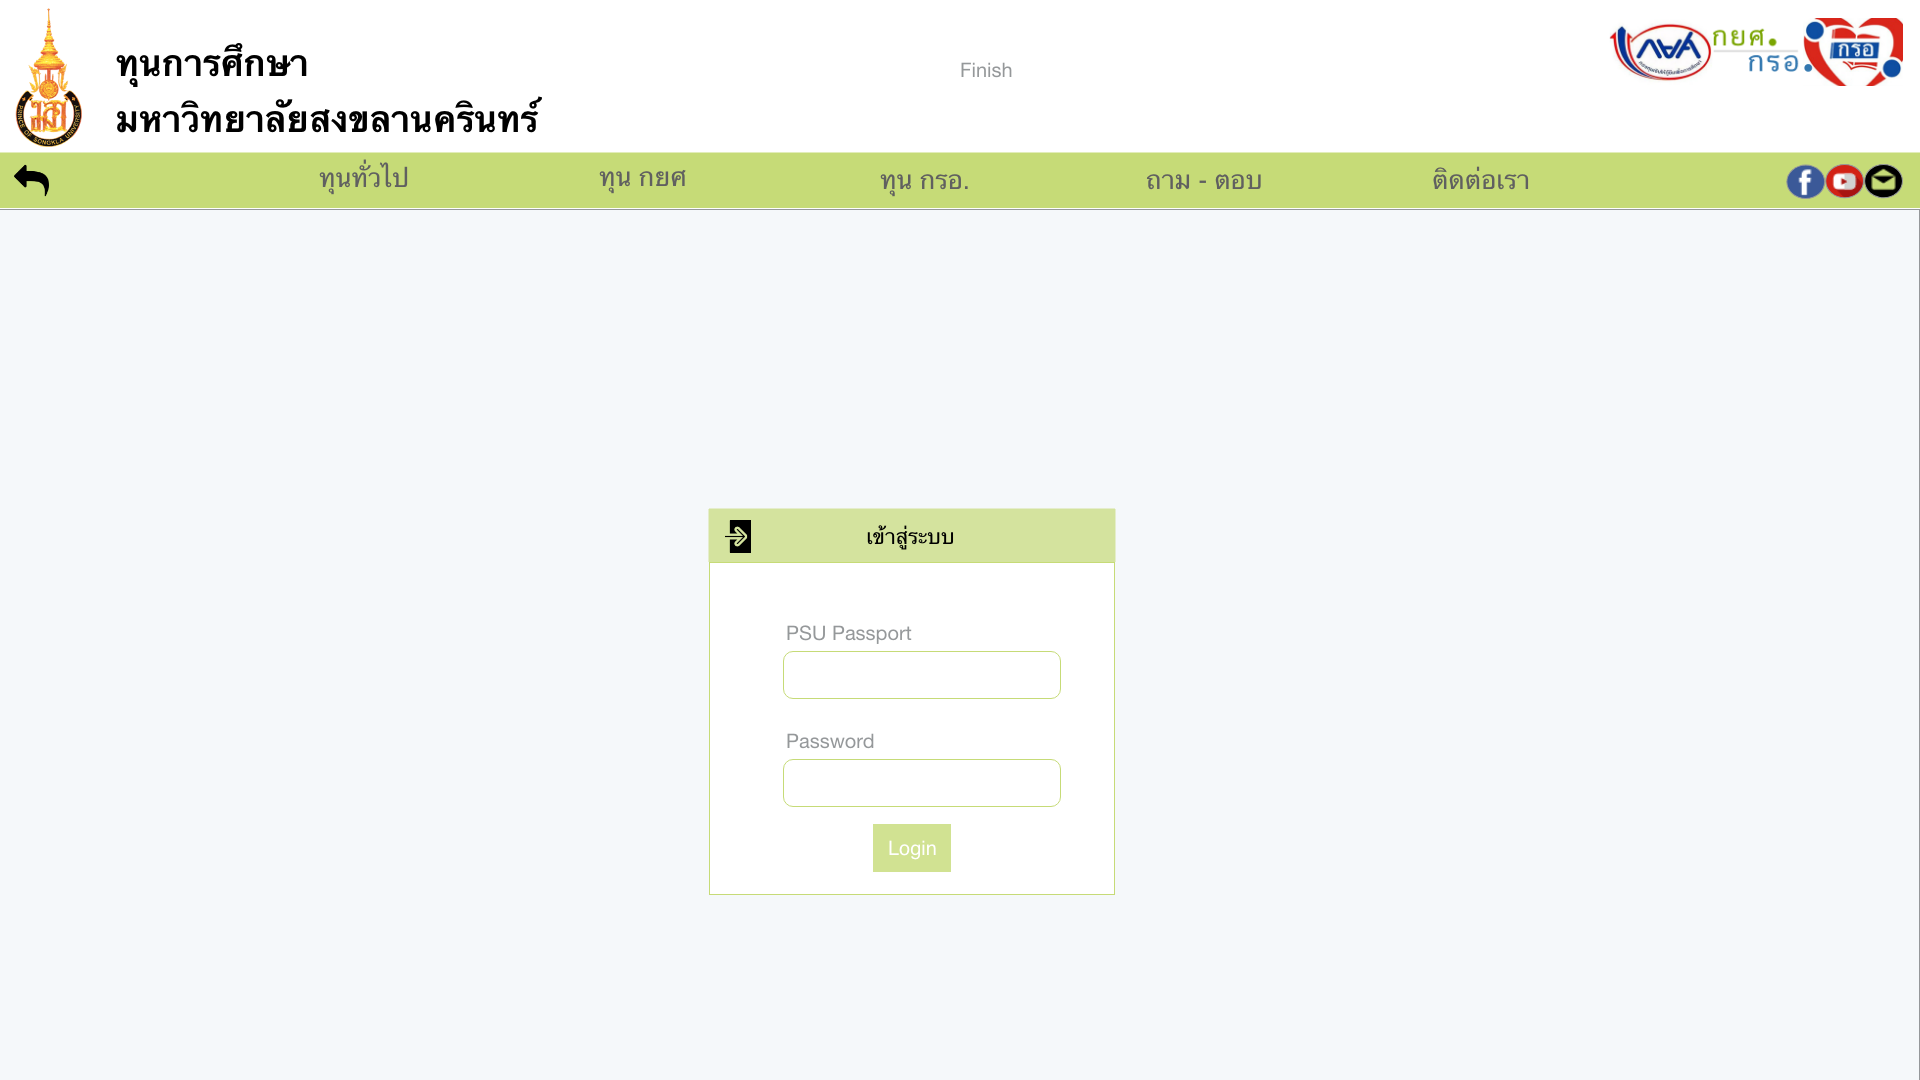 ทุนการศึกษา
มหาวิทยาลัยสงขลานครินทร์
Finish
กยศ.
กรอ.
กรอ
ทุนทั่วไป
ทุน กยศ
ทุน กรอ.
ถาม - ตอบ
ติดต่อเรา
เข้าสู่ระบบ
PSU Passport
Password
Login